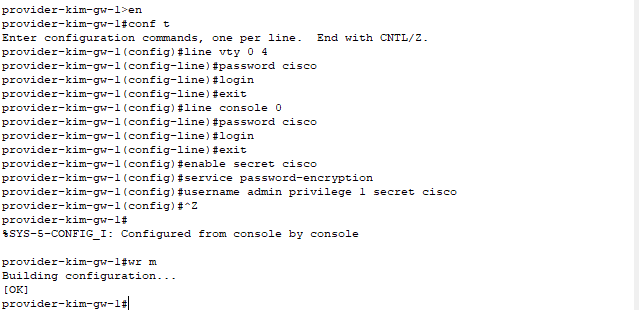 provider-kim-gw-1>en
provider-kim-gw-1#conf t
Enter configuration commands, one per line.  End with CNTL/Z.
provider-kim-gw-1(config)#line vty 0 4
provider-kim-gw-1(config-line)#password cisco
provider-kim-gw-1(config-line)#login
provider-kim-gw-1(config-line)#exit
provider-kim-gw-1(config)#line console 0
provider-kim-gw-1(config-line)#password cisco
provider-kim-gw-1(config-line)#login
provider-kim-gw-1(config-line)#exit
provider-kim-gw-1(config)#enable secret cisco
provider-kim-gw-1(config)#service password-encryption
provider-kim-gw-1(config)#username admin privilege 1 secret cisco
provider-kim-gw-1(config)#^Z
provider-kim-gw-1#
%SYS-5-CONFIG_I: Configured from console by console

provider-kim-gw-1#wr m
Building configuration...
[OK]
provider-kim-gw-1#